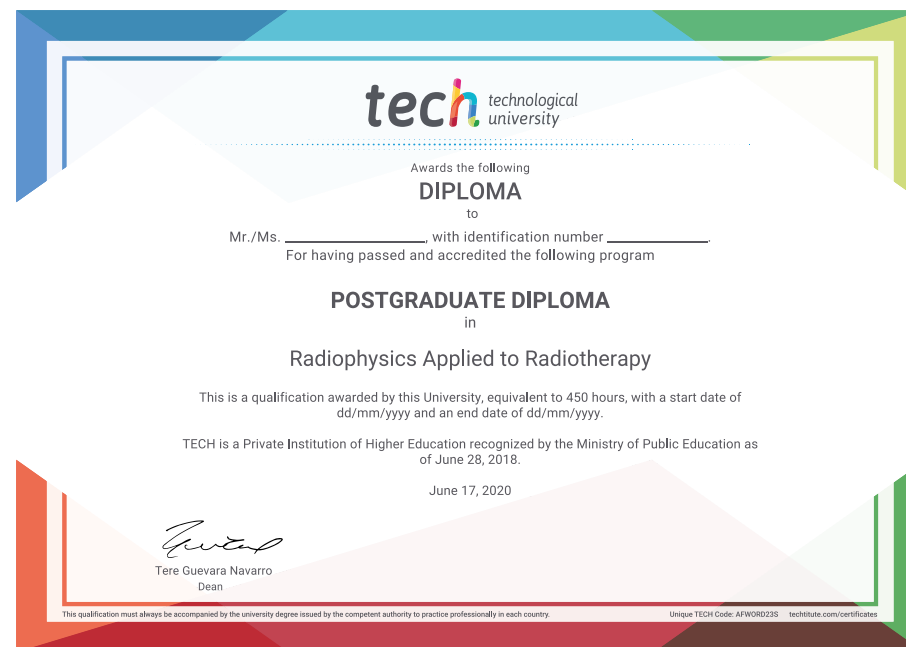 tech technological
university
Awards the following
DIPLOMA
to
Mr./Ms. ____________________, with identification number ______________.
For having passed and accredited the following program
POSTGRADUATE DIPLOMA
in
Radiophysics Applied to Radiotherapy
This is a qualification awarded by this University, equivalent to 450 hours, with a start date of
dd/mm/yyyy and an end date of dd/mm/yyyy.
TECH is a Private Institution of Higher Education recognized by the Ministry of Public Education as
of June 28, 2018.
June 17, 2020
Tere Guevara Navarro
Dean
This qualification must always be accompanied by the university degree issued by the competent authority to practice professionally in each country.
Unique TECH Code: AFWORD23S techtitute.com/certificates